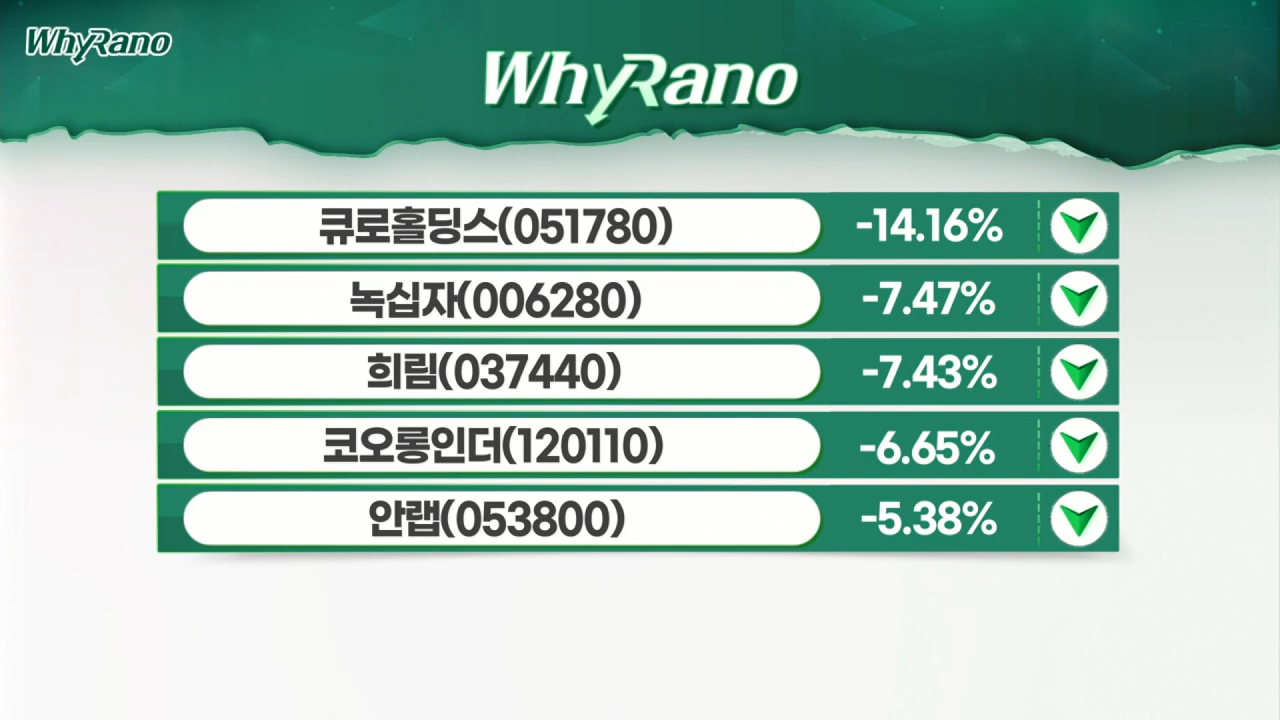 WhyRano
WhyRano
큐로홀딩스(051780) -14.16%
녹십자(006280) -7.47%
희림(037440) -7.43%
코오롱인더(120110) -6.65%
안랩(053800) -5.38%